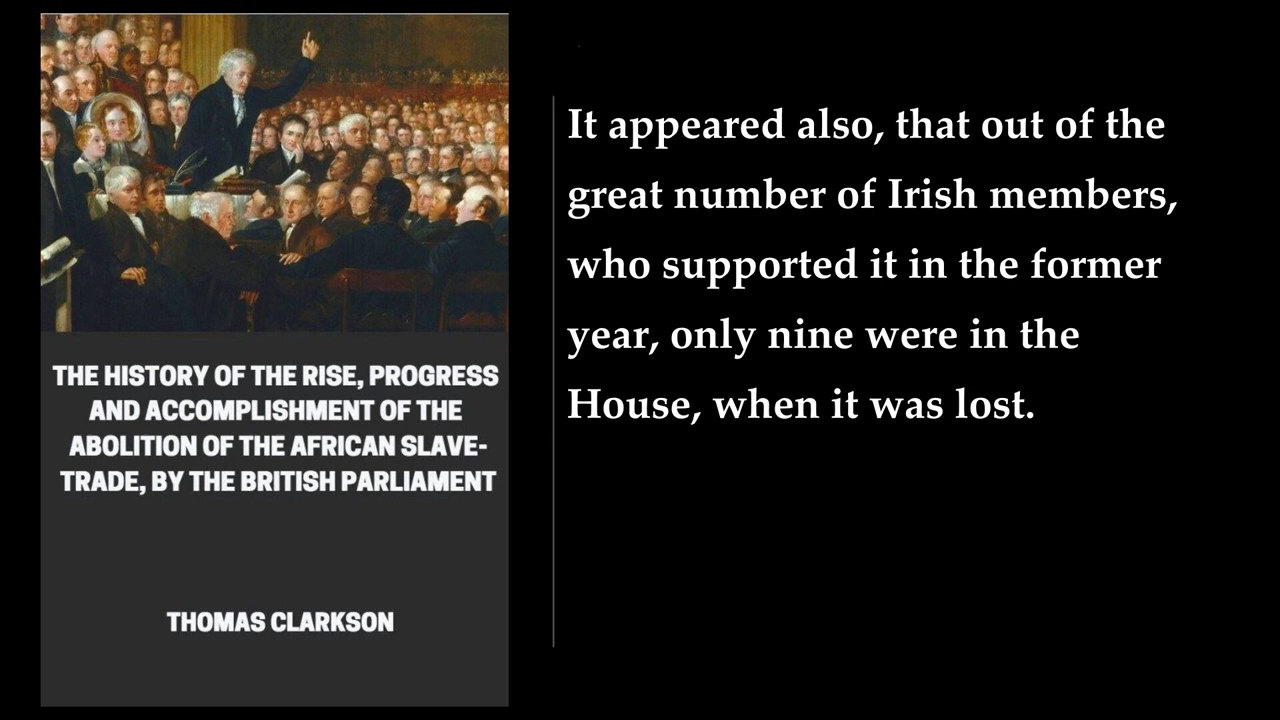 THE HISTORY OF THE RISE, PROGRESS
AND ACCOMPLISHMENT OF THE
ABOLITION OF THE AFRICAN SLAVE-
TRADE, BY THE BRITISH PARLIAMENT
THOMAS CLARKSON
It appeared also, that out of the
great number of Irish members,
who supported it in the former
year, only nine were in the
House, when it was lost.